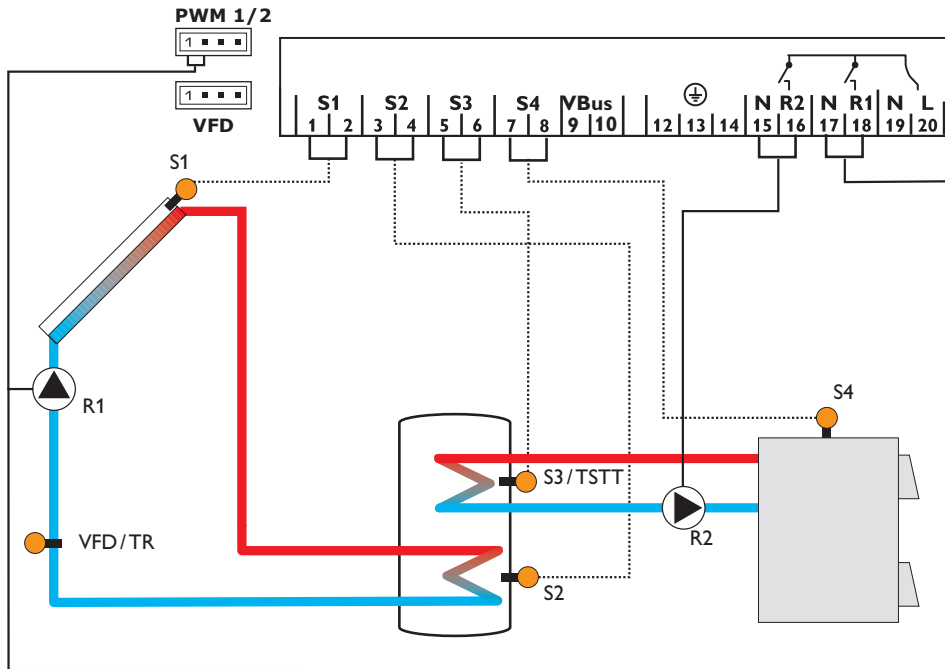 PWM 1/2
1
1
VFD
S1 S2 S3 S4 VBus N R2 N R1 N L
1 2 3 4 5 6 7 8 9 10 12 13 14 15 16 17 18 19 20
S1
R1
S4
S3/TSTT
R2
VFD/TR
S2